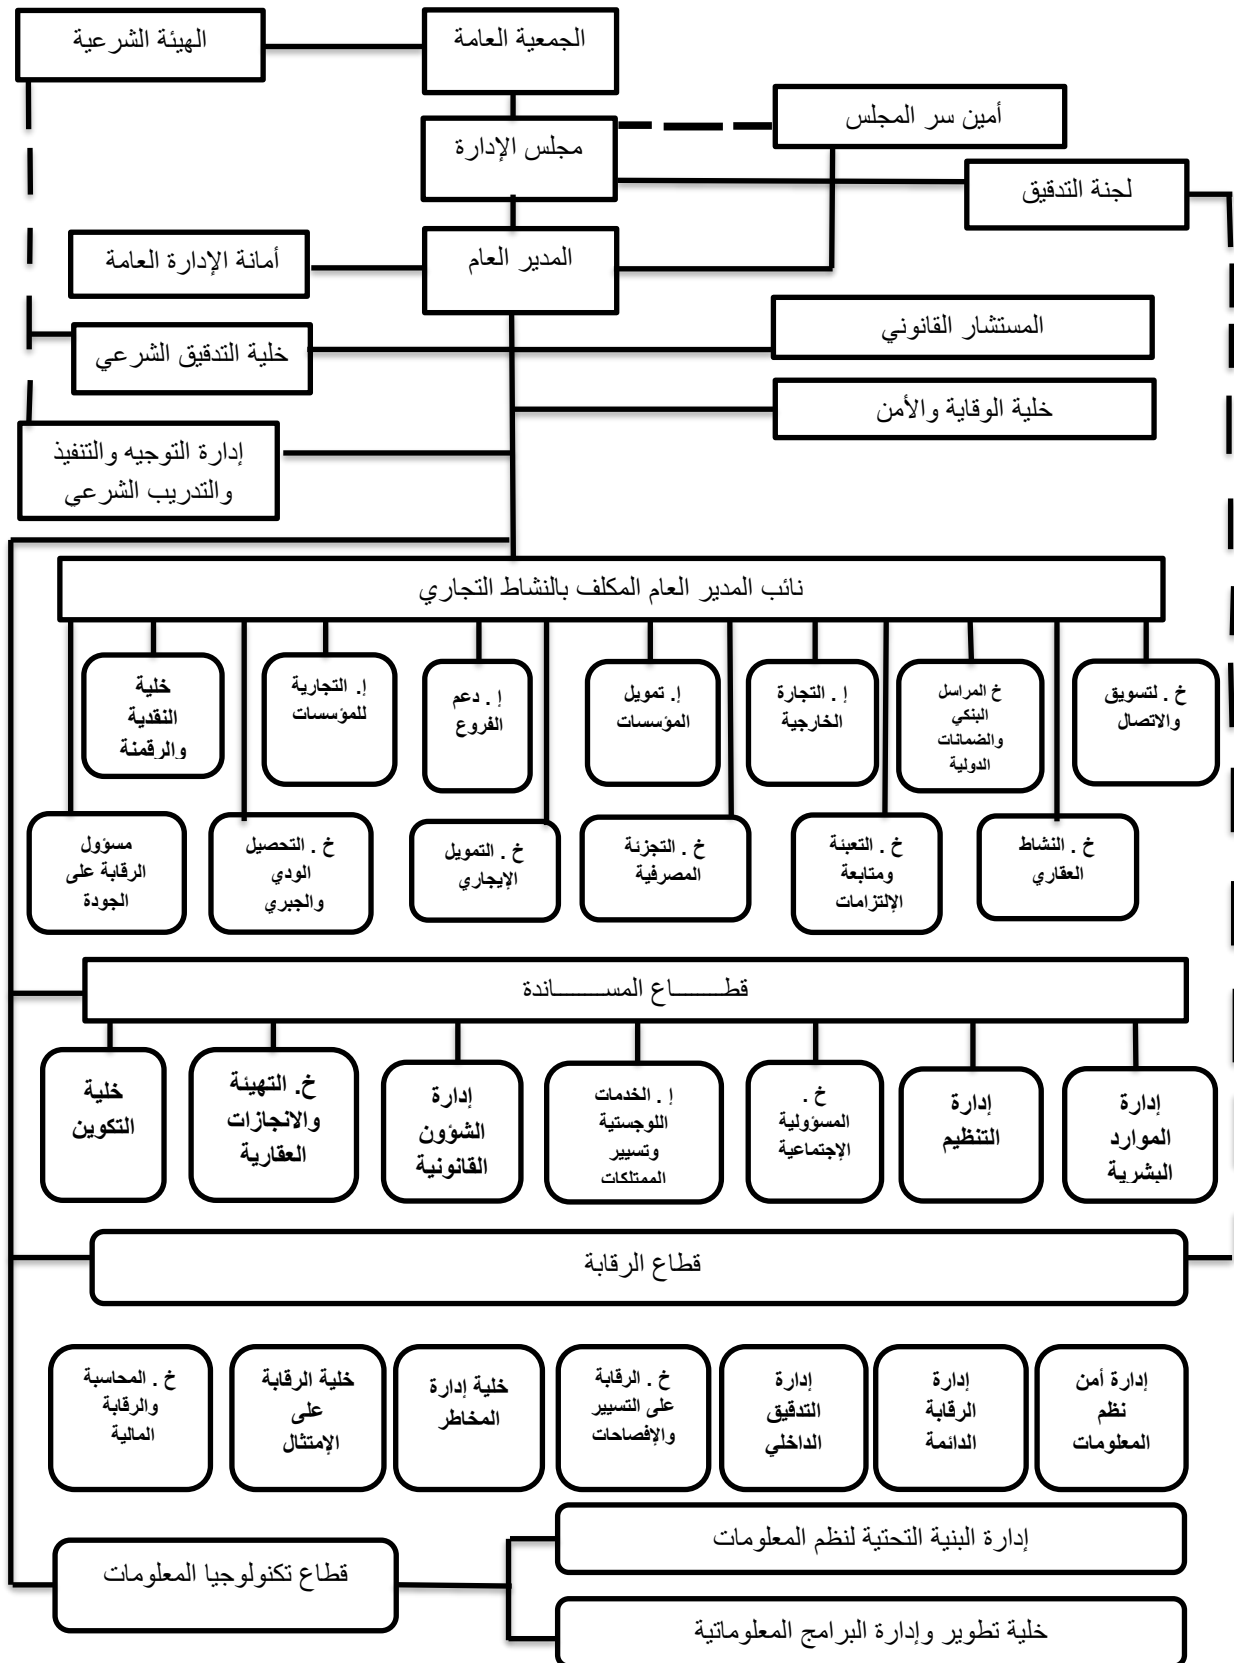 الهيئة الشرعية
الجمعية العامة
أمين سر المجلس
مجلس الإدارة
لجنة التدقيق
أمانة الإدارة العامة
المدير العام
المستشار القانوني
خلية التدقيق الشرعي
خلية الوقاية والأمن
إدارة التوجيه والتنفيذ
والتدريب الشرعي
نائب المدير العام المكلف بالنشاط التجاري
خ . لتسويق
والاتصال
خ المراسل
البنكي
والضمانات
الدولية
إ . التجارة
الخارجية
إ. تمويل
المؤسسات
إ . دعم
الفروع
إ. التجارية
للمؤسسات
خلية
النقدية
والرقمنة
خ . النشاط
العقاري
خ . التعبئة
ومتابعة
الإلتزامات
خ . التجزئة
المصرفية
خ . التمويل
الإيجاري
خ . التحصيل
الودي
والجبري
مسؤول
الرقابة على
الجودة
قطـــــــاع المســـــــاندة
إدارة
الموارد
البشرية
إدارة
التنظيم
خ .
المسؤولية
الإجتماعية
إ . الخدمات
اللوجستية
وتسيير
الممتلكات
إدارة
الشؤون
القانونية
خ. التهيئة
والانجازات
العقارية
خلية
التكوين
قطاع الرقابة
إدارة أمن
نظم
المعلومات
إدارة
الرقابة
الدائمة
إدارة
التدقيق
الداخلي
خ . الرقابة
على التسيير
والإفصاحات
خلية إدارة
المخاطر
خلية الرقابة
على
الإمتثال
خ . المحاسبة
والرقابة
المالية
إدارة البنية التحتية لنظم المعلومات
قطاع تكنولوجيا المعلومات
خلية تطوير وإدارة البرامج المعلوماتية